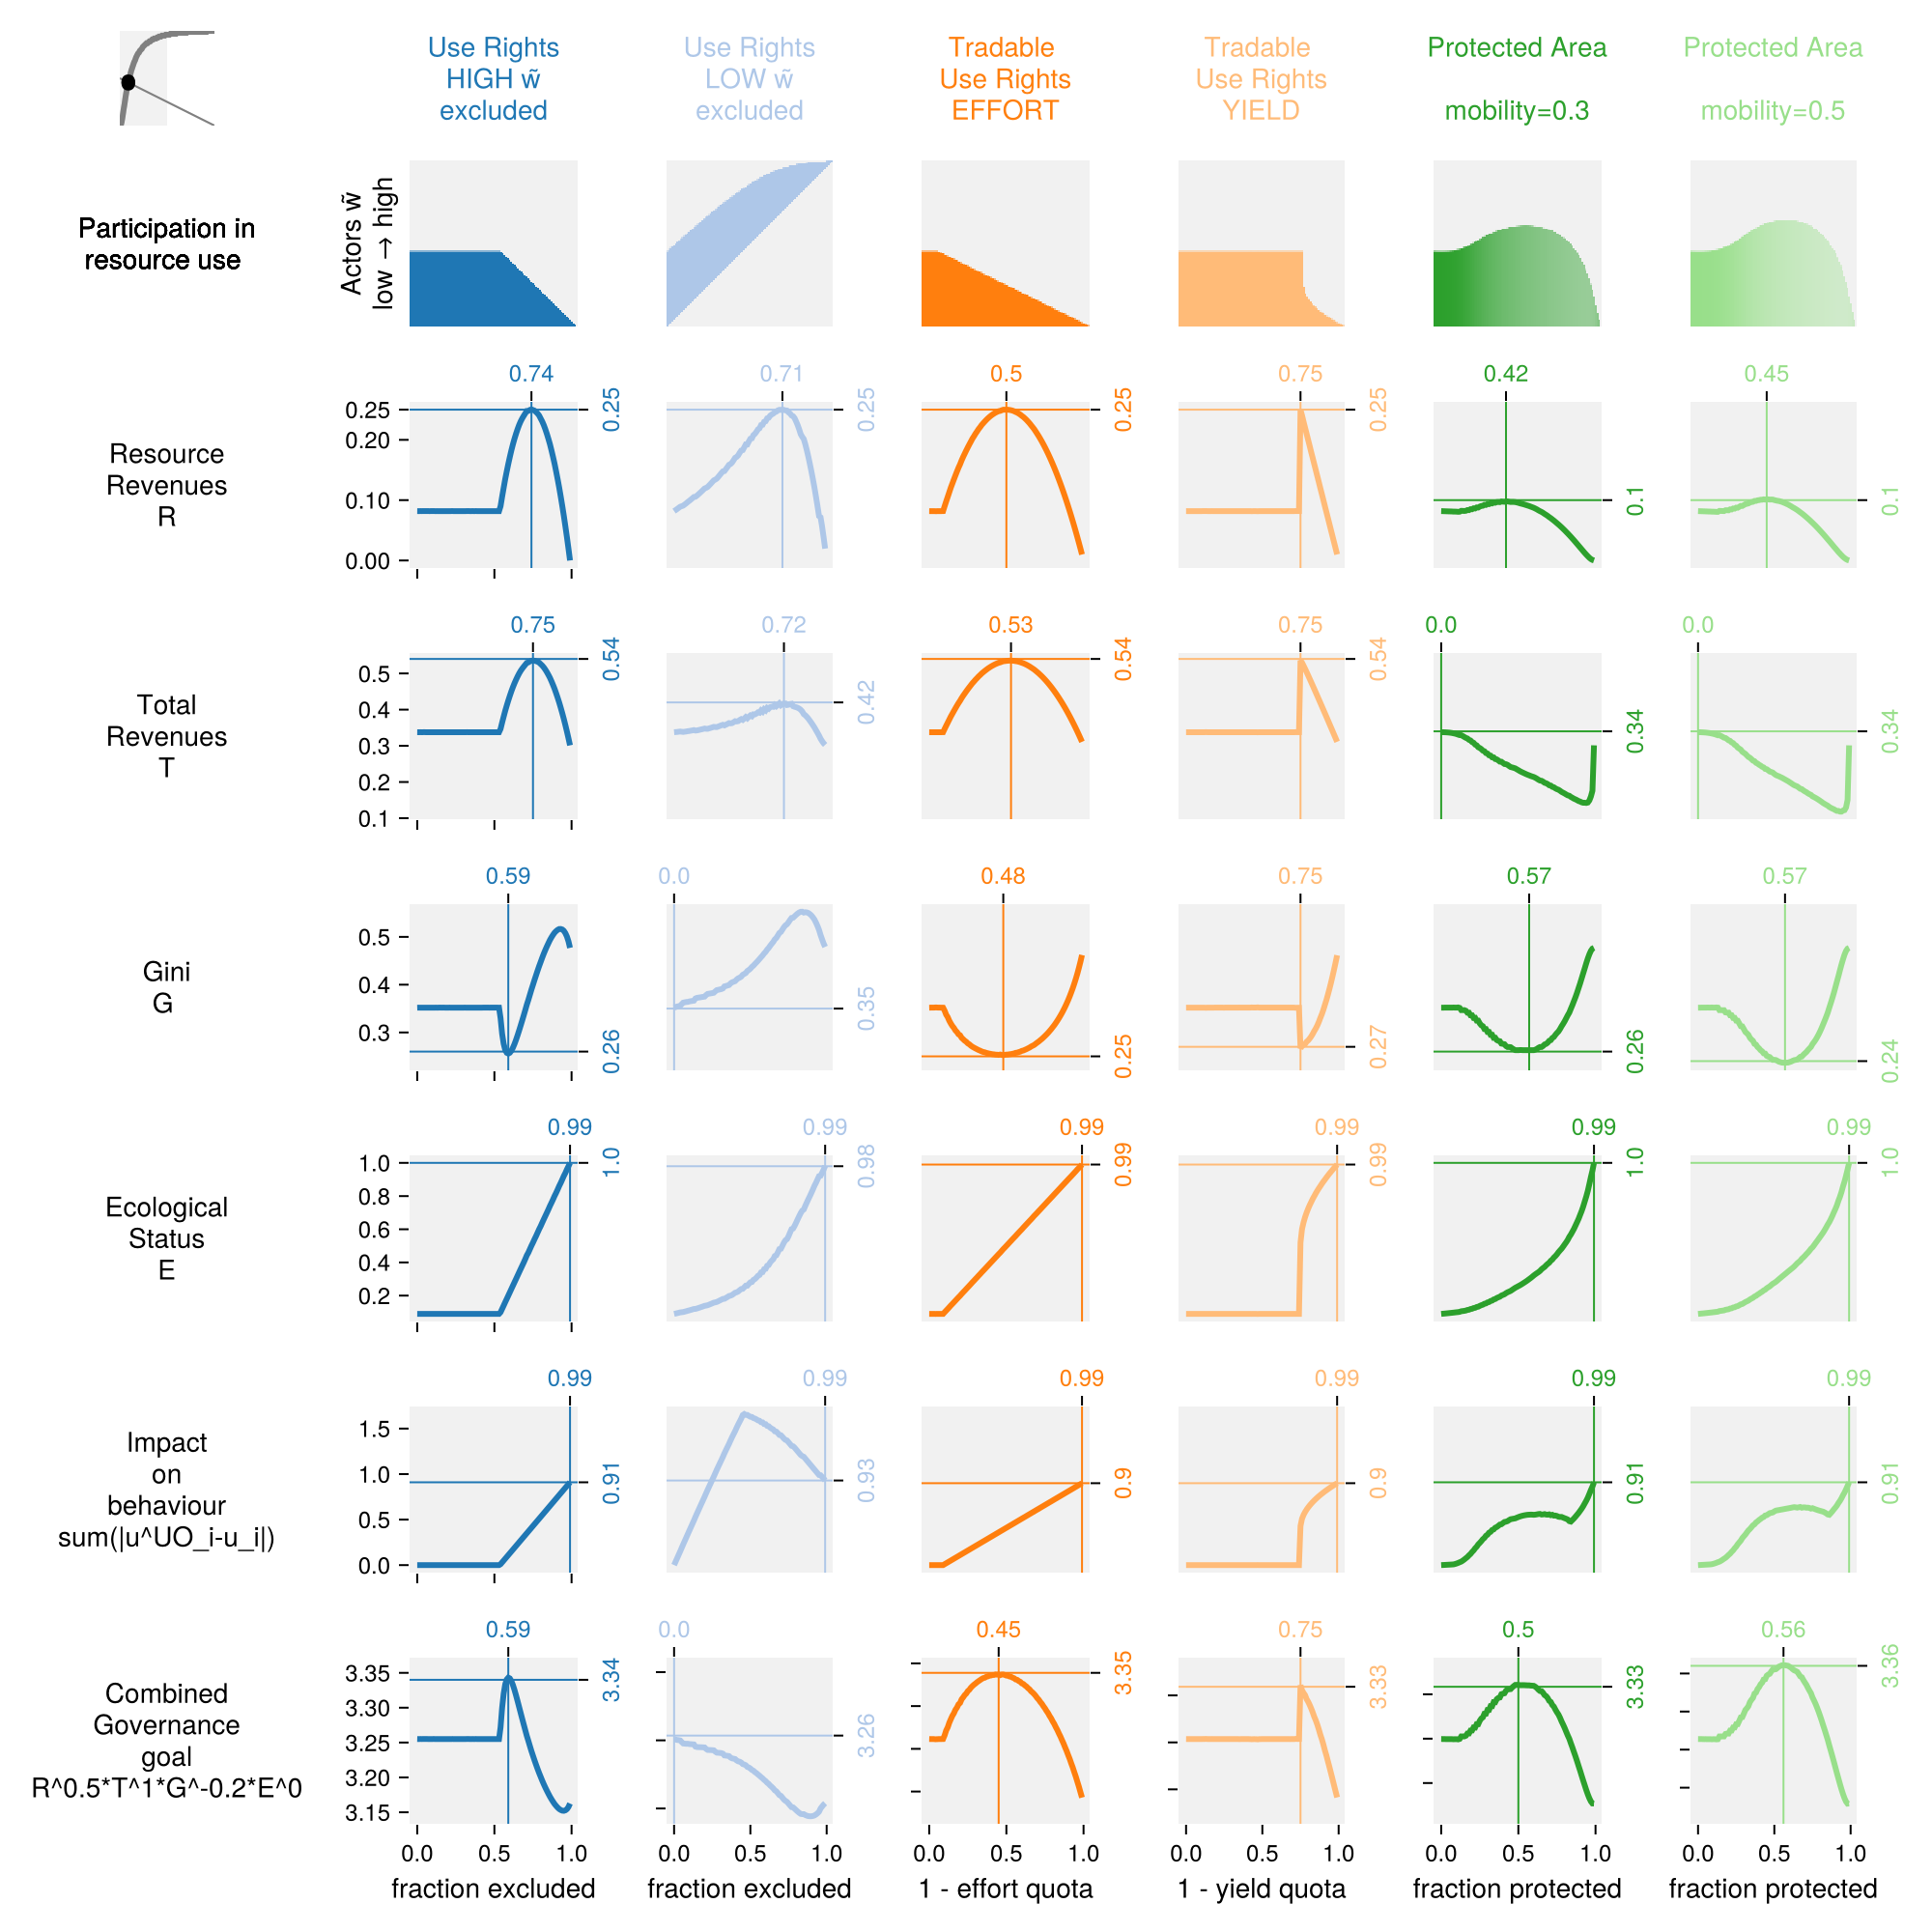 Use Rights
HIGH w̃
excluded
Use Rights
LOW w̃
excluded
Tradable
Use Rights
EFFORT
Tradable
Use Rights
YIELD
Protected Area
mobility=0.3
Protected Area
mobility=0.5
Participation in
resource use
Actors w̃
low → high
Resource
Revenues
R
0.25
0.20
0.10
0.00
0.74
0.25
0.71
0.25
0.5
0.25
0.75
0.25
0.42
0.1
0.45
0.1
Total
Revenues
T
0.5
0.4
0.3
0.2
0.1
0.75
0.54
0.72
0.42
0.53
0.54
0.75
0.54
0.0
0.34
0.0
0.34
Gini
G
0.5
0.4
0.3
0.59
0.26
0.0
0.35
0.48
0.25
0.75
0.27
0.57
0.26
0.57
0.24
Ecological
Status
E
1.0
0.8
0.6
0.4
0.2
0.99
1.0
0.99
0.98
0.99
0.99
0.99
0.99
0.99
1.0
0.99
1.0
Impact
on
behaviour
sum(|u^UO_i-u_i|)
1.5
1.0
0.5
0.0
0.99
0.91
0.99
0.93
0.99
0.9
0.99
0.9
0.99
0.91
0.99
0.91
Combined
Governance
goal
R^0.5*T^1*G^-0.2*E^0
3.35
3.30
3.25
3.20
3.15
0.59
3.34
0.0
3.26
0.45
3.35
0.75
3.33
0.5
3.33
0.56
3.36
0.0 0.5 1.0
fraction excluded
0.0 0.5 1.0
fraction excluded
0.0 0.5 1.0
1 - effort quota
0.0 0.5 1.0
1 - yield quota
0.0 0.5 1.0
fraction protected
0.0 0.5 1.0
fraction protected